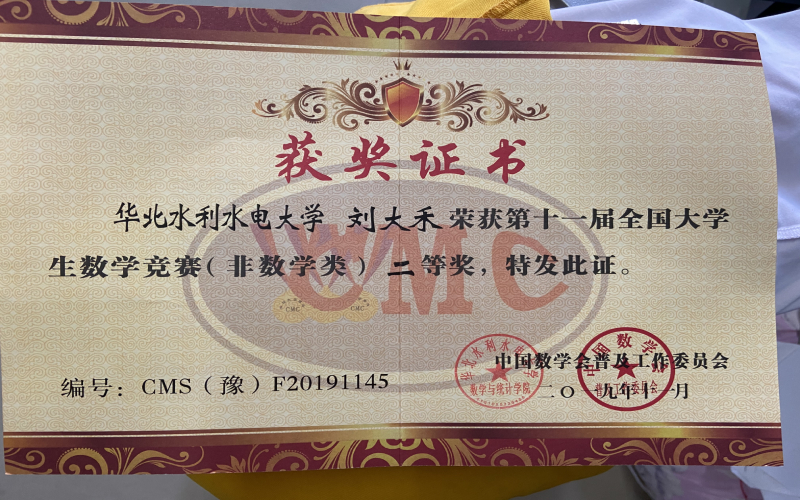 获奖证书
华北水利水电大学 刘大禾荣获第十一届全国大学
生数学竞赛(非数学类) 二等奖，特发此证。
CMC
中国数学会普及工作委员会
二〇一九年十一月
编号：CMS（豫）F20191145
华北水利水电大学
数学与统计学院
中国数学会
普及工作委员会